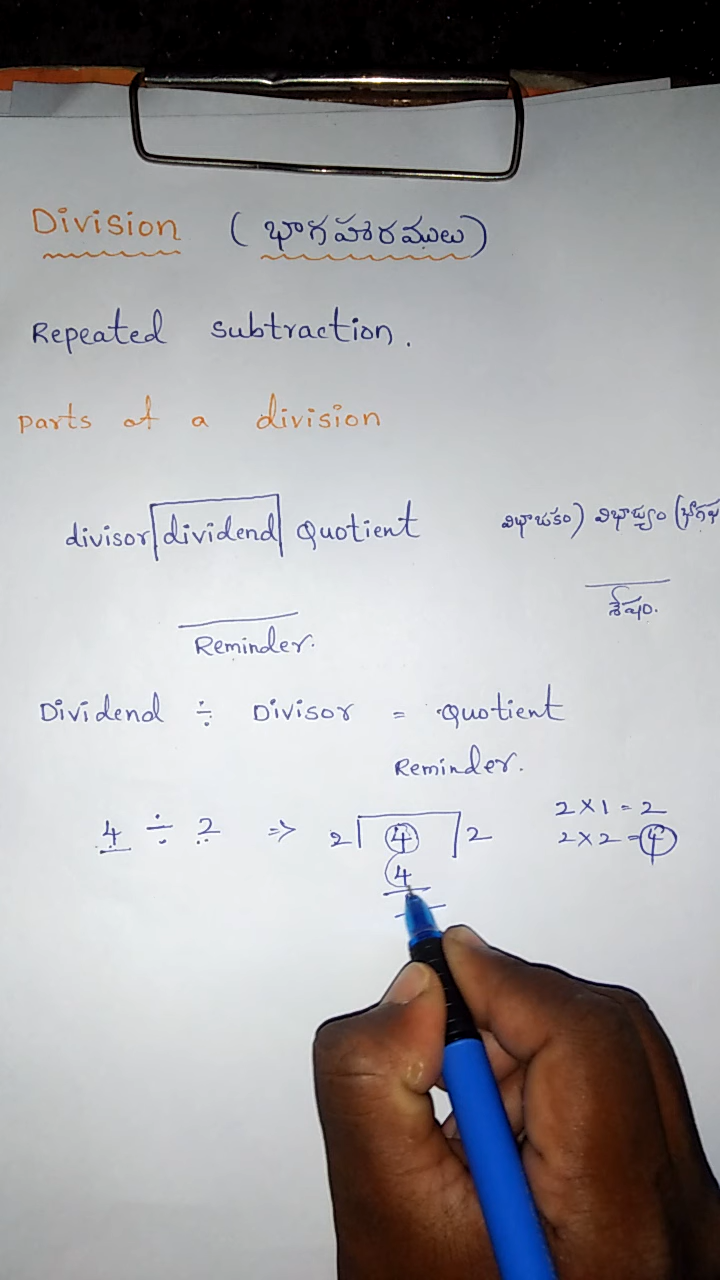 Division (భాగహారములు)
Repeated subtraction.
parts of a division
divisor dividend Quotient
విభాజకం) విభాజ్యం (
Reminder.
శేషం.
Dividend ÷ Divisor = Quotient
Reminder.
4 ÷ 2 => 2 4 2
4
2 X 1 = 2
2 X 2 = 4